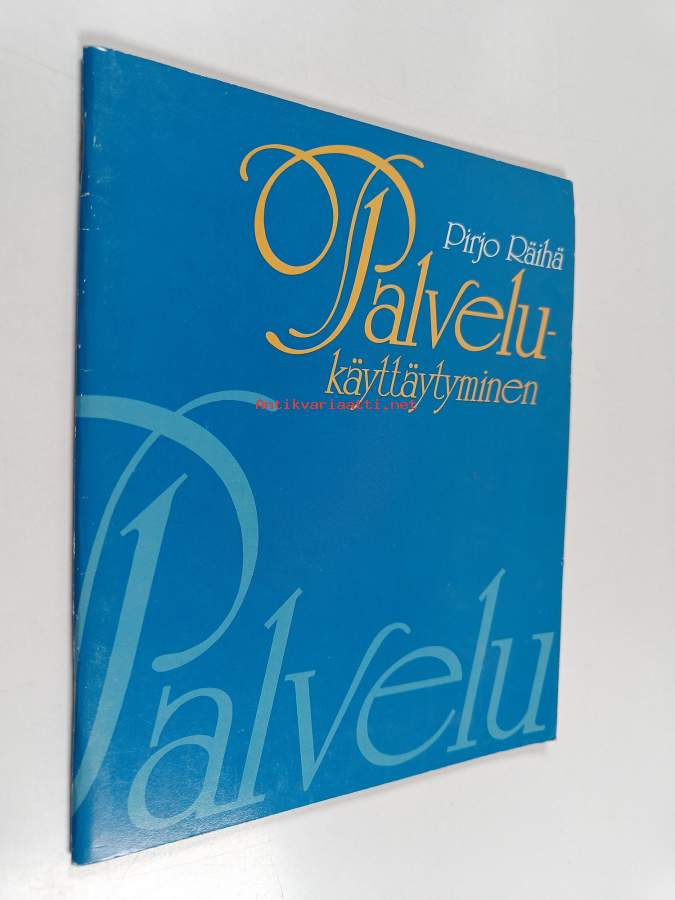 Pirjo Räihä
Palvelu-
käyttäytyminen
Antikvariaatti.net
Palvelu